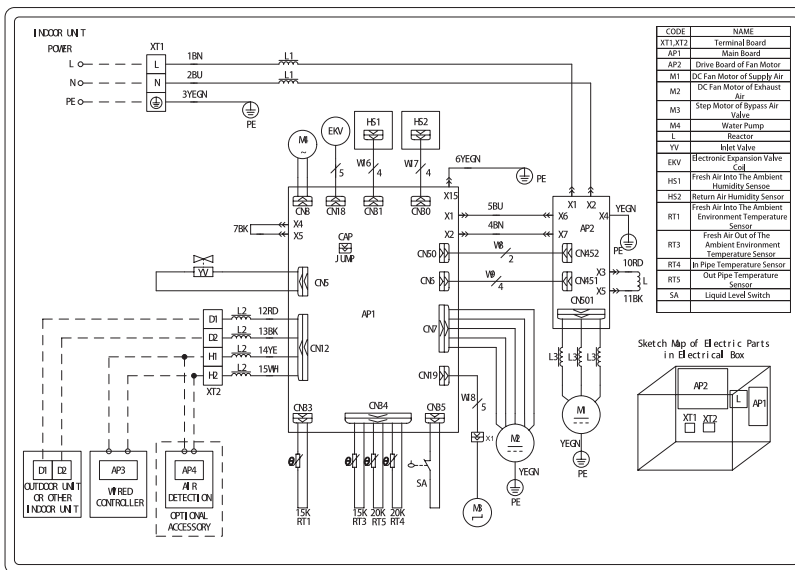 INDOOR UNIT
POWER
XT1
L
L
1BN
L1
N
N
2BU
L1
PE
3YEGN
PE
M4
~
EKV
HS1
HS2
5
W16
4
W17
4
6YEGN
PE
CN8
CN18
CN31
CN30
X15
7BK
X4
X5
CAP
JUMP
X1
5BU
X6
X2
4BN
X7
X1
X2
X4
YEGN
PE
AP2
CN50
W8
2
CN452
CN6
W9
4
CN451
X3
10RD
L
X5
11BK
CN501
YV
CN5
AP1
D1
L2
12RD
D2
L2
13BK
H1
L2
14YE
H2
L2
15WH
XT2
CN12
CN7
CN19
W18
5
X1
L3
L3
L3
M1
YEGN
PE
M2
YEGN
PE
M3
CN33
CN34
CN35
θ
θ
θ
θ
SA
15K
RT1
15K
RT3
20K
RT5
20K
RT4
D1
D2
OUTDOOR UNIT
OR OTHER
INDOOR UNIT
AP3
WIRED
CONTROLLER
AP4
AIR
DETECTION
OPTIONAL
ACCESSORY
CODE NAME
XT1,XT2 Terminal Board
AP1 Main Board
AP2 Drive Board of Fan Motor
M1 DC Fan Motor of Supply Air
M2 DC Fan Motor of Exhaust
Air
M3 Step Motor of Bypass Air
Valve
M4 Water Pump
L Reactor
YV Inlet Valve
EKV Electronic Expansion Valve
Coil
HS1 Fresh Air Into The Ambient
Humidity Sensoe
HS2 Return Air Humidity Sensor
RT1 Fresh Air Into The Ambient
Environment Temperature
Sensor
RT3 Fresh Air Out of The
Ambient Environment
Temperature Sensor
RT4 In Pipe Temperature Sensor
RT5 Out Pipe Temperature
Sensor
SA Liquid Level Switch
Sketch Map of Electric Parts
in Electrical Box
AP2
L
AP1
XT1
XT2